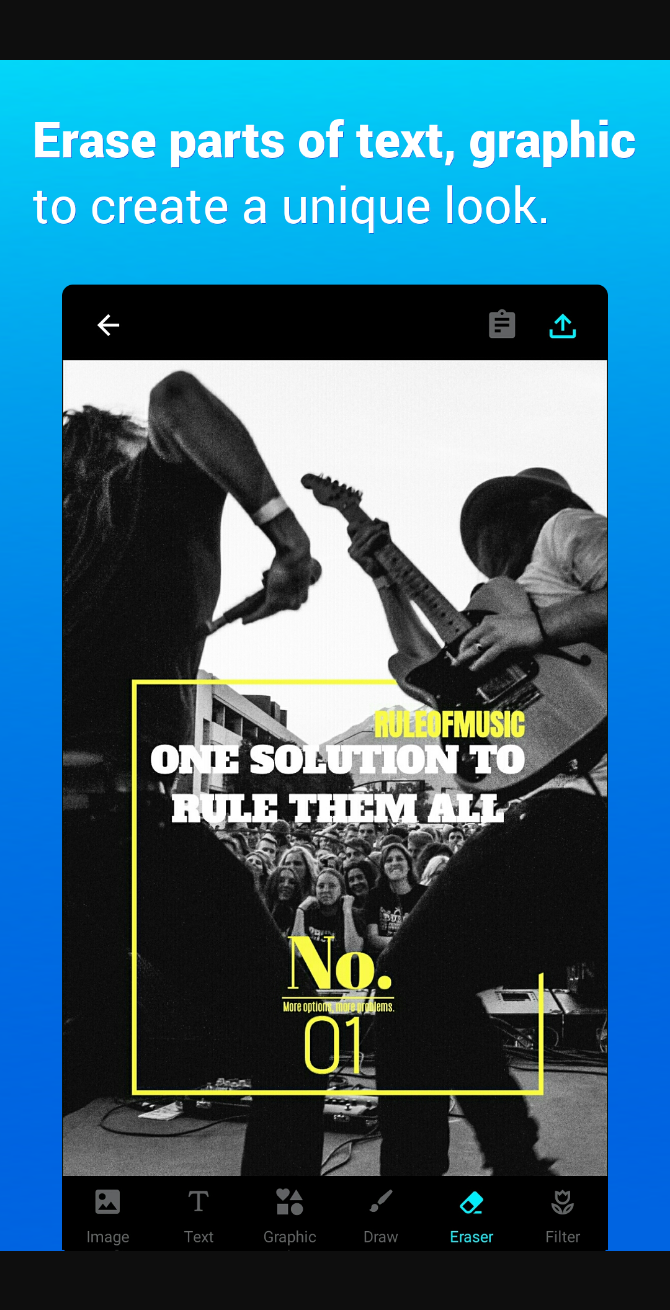 Erase parts of text, graphic
to create a unique look.
RULEOFMUSIC
ONE SOLUTION TO
RULE THEM ALL
No.
More options, more problems.
01
Image Text Graphic Draw Eraser Filter